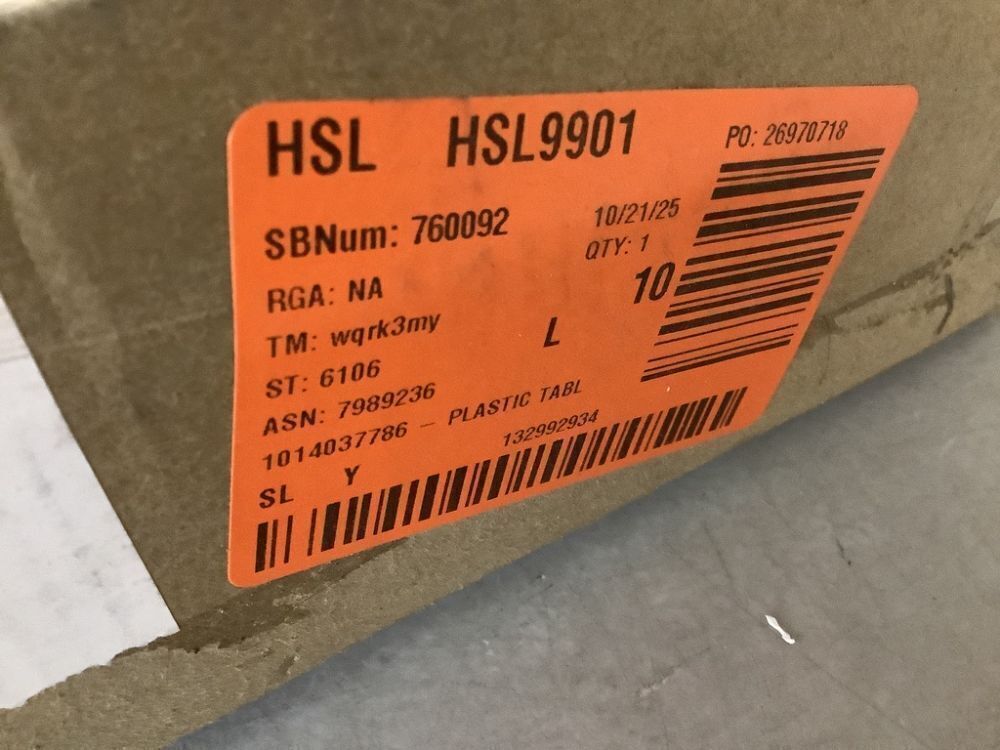 HSL HSL9901
PO: 26970718
SBNum: 760092
10/21/25
QTY: 1
RGA: NA
10
TM: wqrk3my
L
ST: 6106
ASN: 7989236
1014037786 - PLASTIC TABL
132992934
SL Y